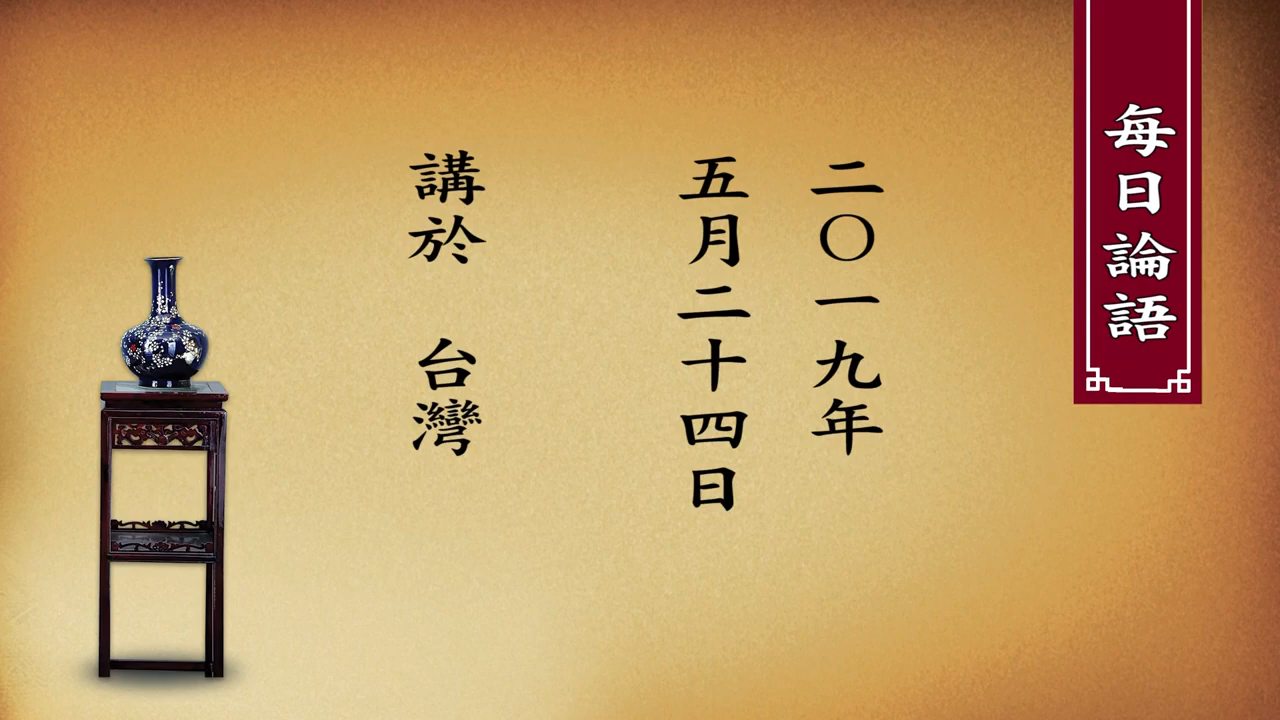 每日論語
二〇一九年
五月二十四日
講於 台灣